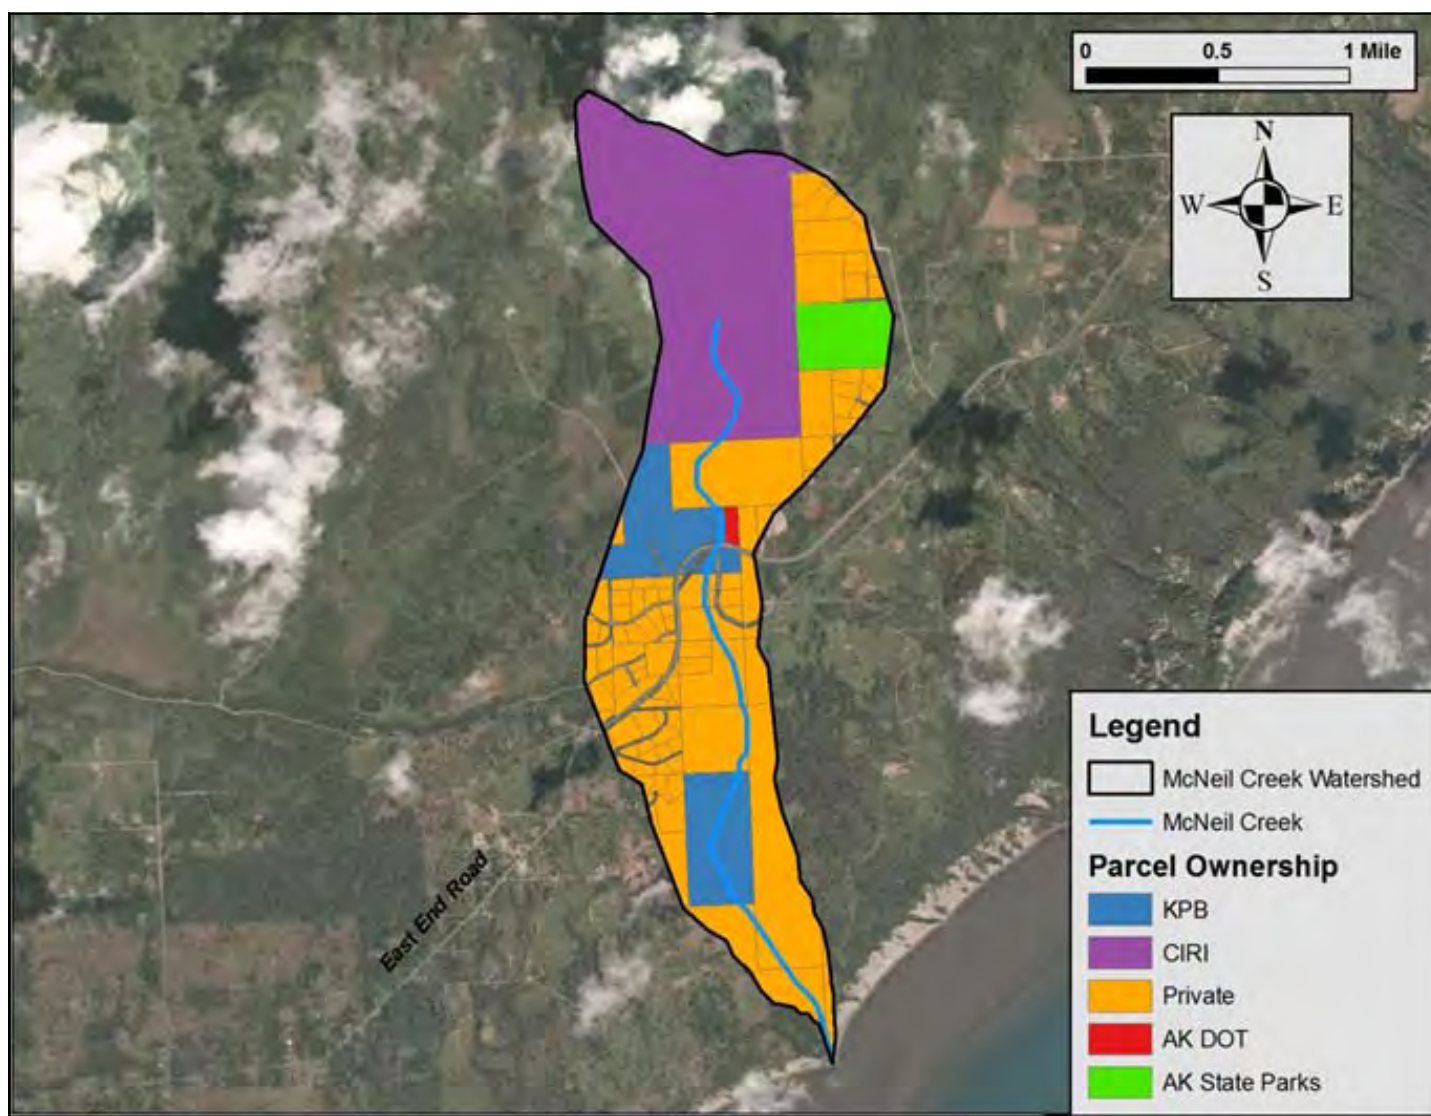 0 0.5 1 Mile
N
W E
S
East End Road
Legend
McNeil Creek Watershed
McNeil Creek
Parcel Ownership
KPB
CIRI
Private
AK DOT
AK State Parks